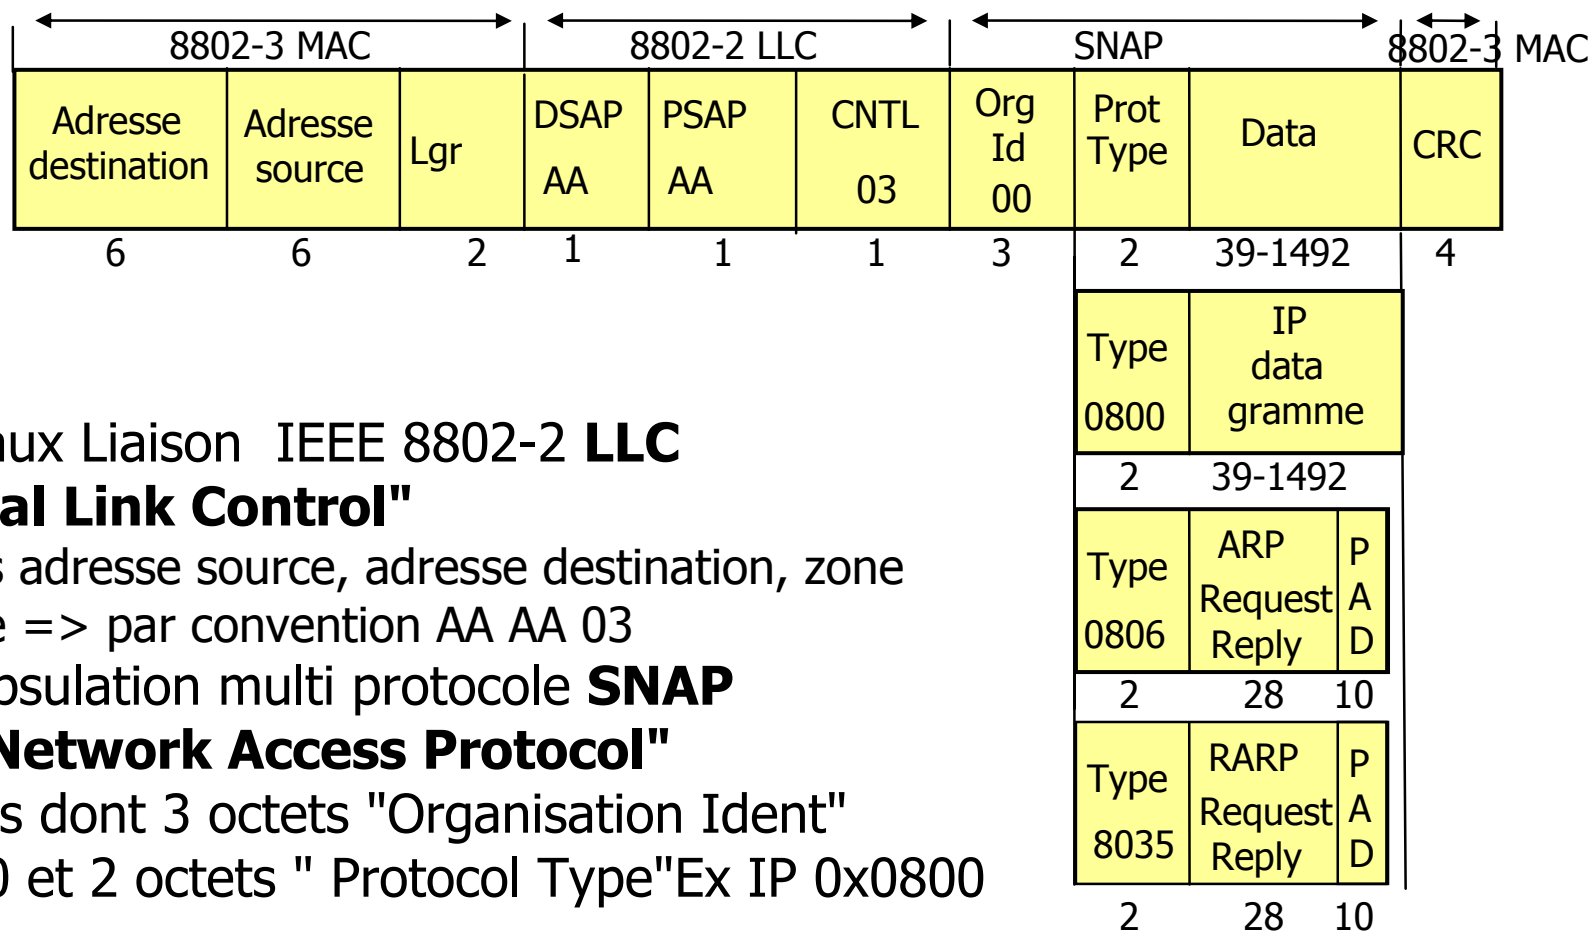 8802-3 MAC 8802-2 LLC SNAP 8802-3 MAC
Adresse destination Adresse source Lgr DSAP AA PSAP AA CNTL 03 Org Id 00 Prot Type Data CRC
6 6 2 1 1 1 3 2 39-1492 4
Type 0800 IP data gramme
2 39-1492
aux Liaison IEEE 8802-2 LLC
al Link Control"
s adresse source, adresse destination, zone
e => par convention AA AA 03
psulation multi protocole SNAP
Network Access Protocol"
s dont 3 octets "Organisation Ident"
0 et 2 octets " Protocol Type"Ex IP 0x0800
Type 0806 ARP Request Reply PAD
2 28 10
Type 8035 RARP Request Reply PAD
2 28 10